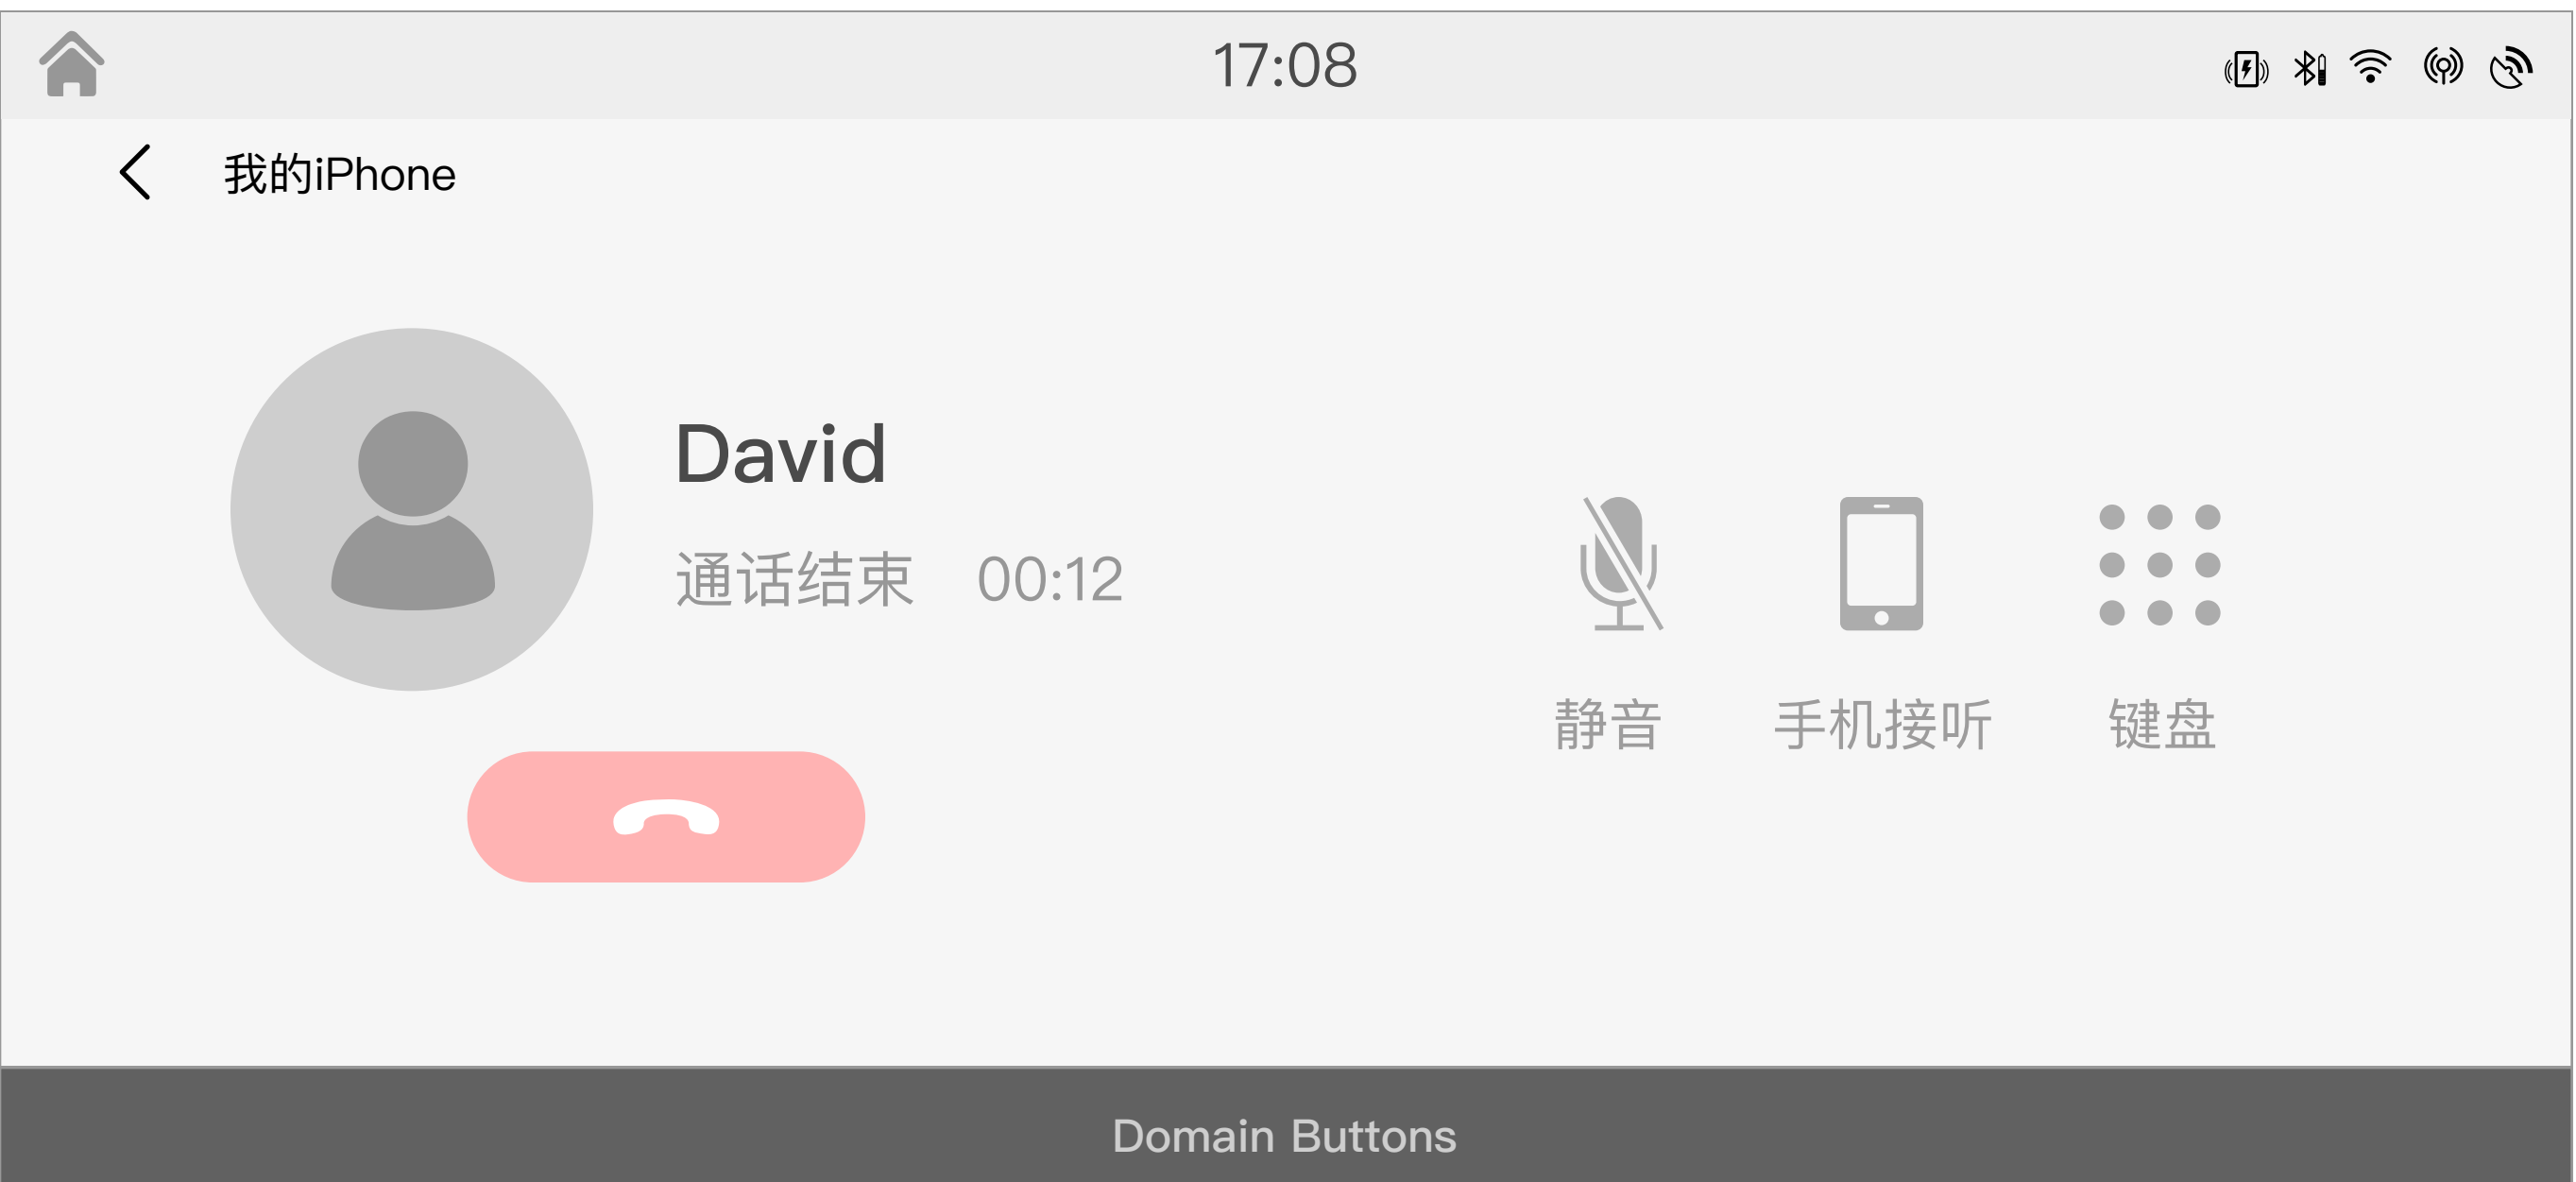 17:08
我的iPhone
David
通话结束 00:12
静音 手机接听 键盘
Domain Buttons